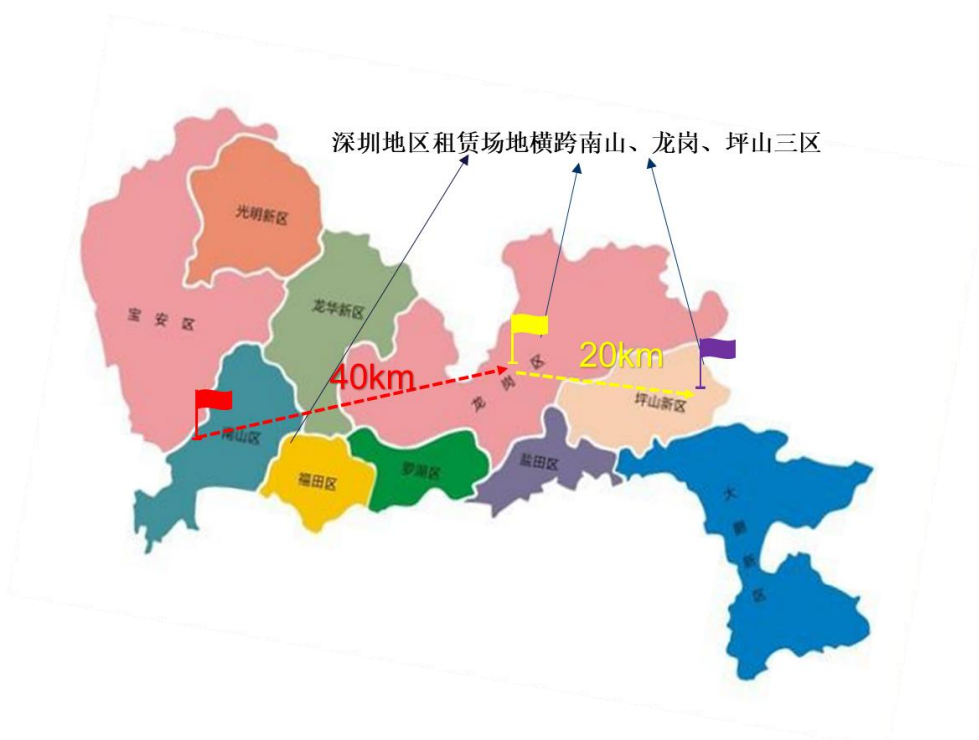 深圳地区租赁场地横跨南山、龙岗、坪山三区
光明新区
宝安区
龙华新区
40km
20km
龙岗区
坪山新区
南山区
福田区
罗湖区
盐田区
大鹏新区